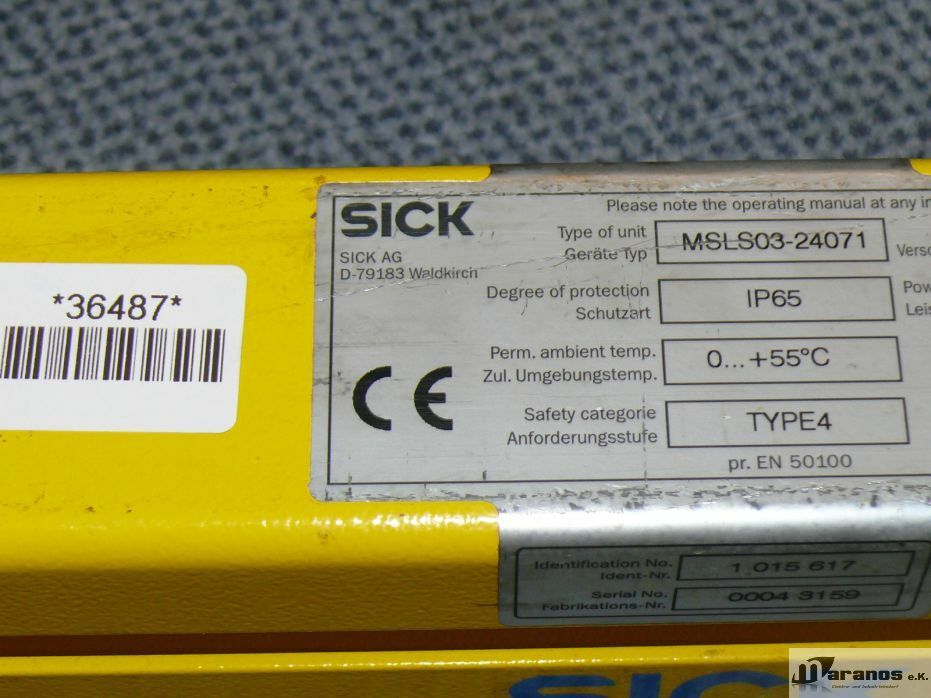 *36487*
SICK
SICK AG
D-79183 Waldkirch
CE
Please note the operating manual at any
Type of unit
Geräte Typ
MSLS03-24071
Degree of protection
Schutzart
IP65
Perm. ambient temp.
Zul. Umgebungstemp.
0...+55°C
Safety categorie
Anforderungsstufe
TYPE4
pr. EN 50100
Identification No.
Ident-Nr.
1 015 617
Serial No.
Fabrikations-Nr.
0004 3159
SICK
Maranos e.K.